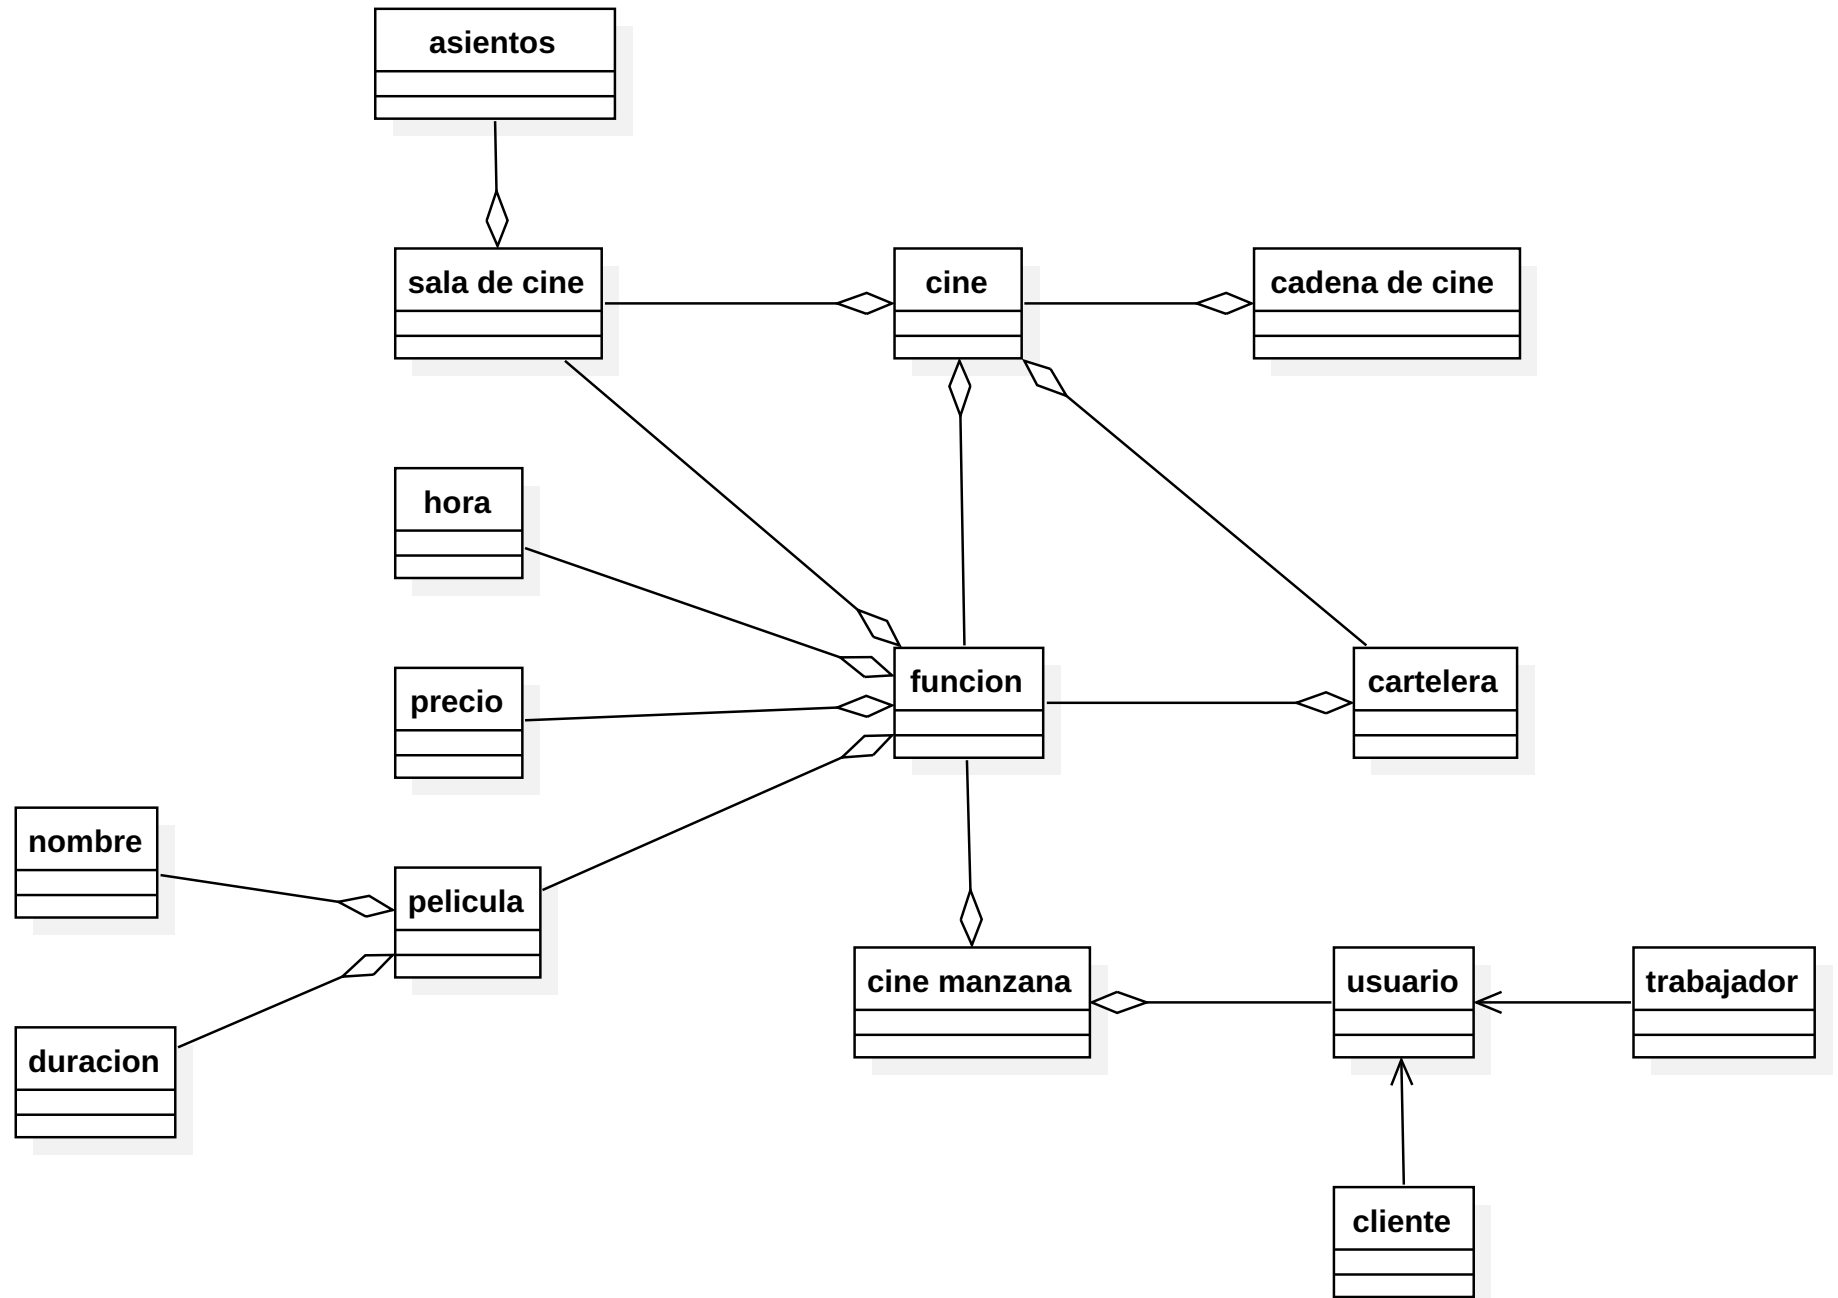 asientos
sala de cine
cine
cadena de cine
hora
precio
funcion
cartelera
nombre
pelicula
duracion
cine manzana
usuario
trabajador
cliente